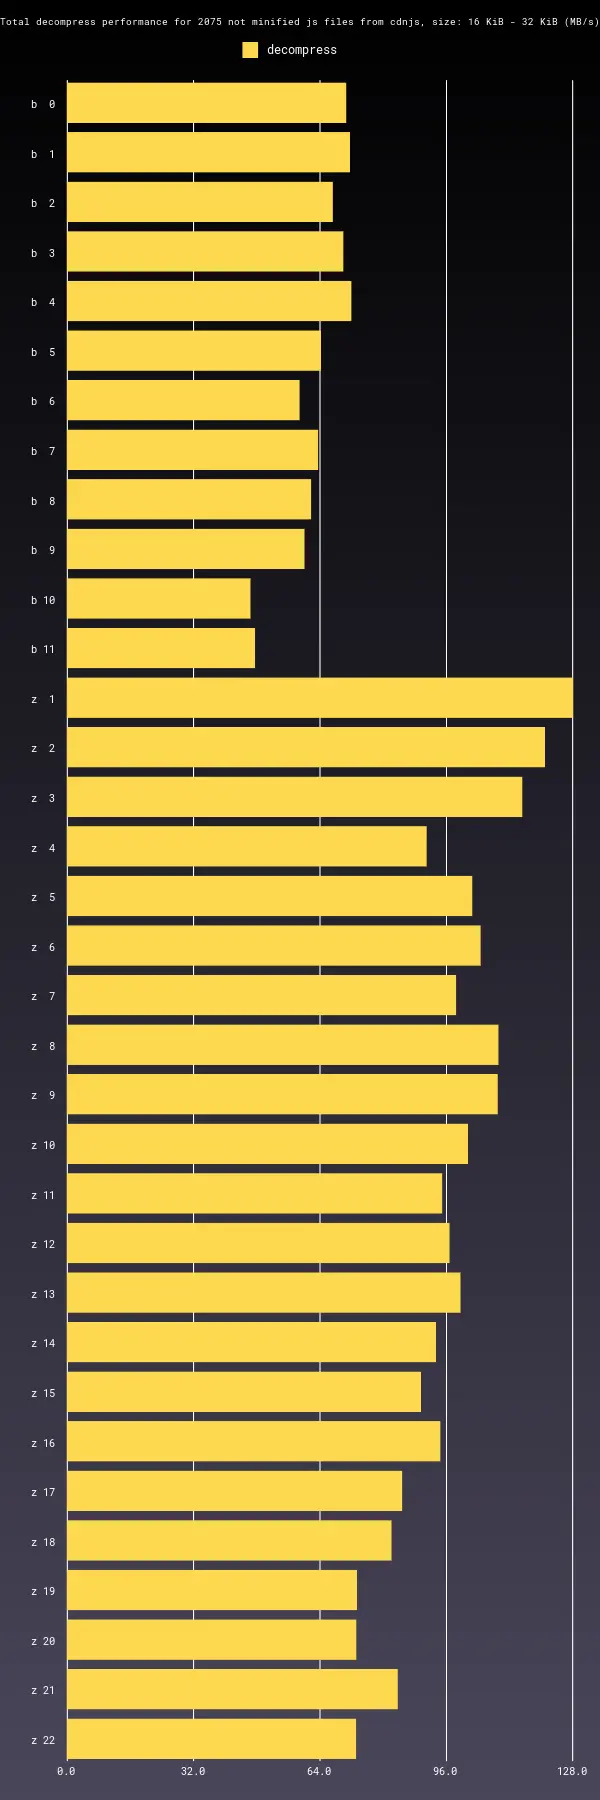 Total decompress performance for 2075 not minified js files from cdnjs, size: 16 KiB - 32 KiB (MB/s)
decompress
b 0
b 1
b 2
b 3
b 4
b 5
b 6
b 7
b 8
b 9
b 10
b 11
z 1
z 2
z 3
z 4
z 5
z 6
z 7
z 8
z 9
z 10
z 11
z 12
z 13
z 14
z 15
z 16
z 17
z 18
z 19
z 20
z 21
z 22
0.0 32.0 64.0 96.0 128.0